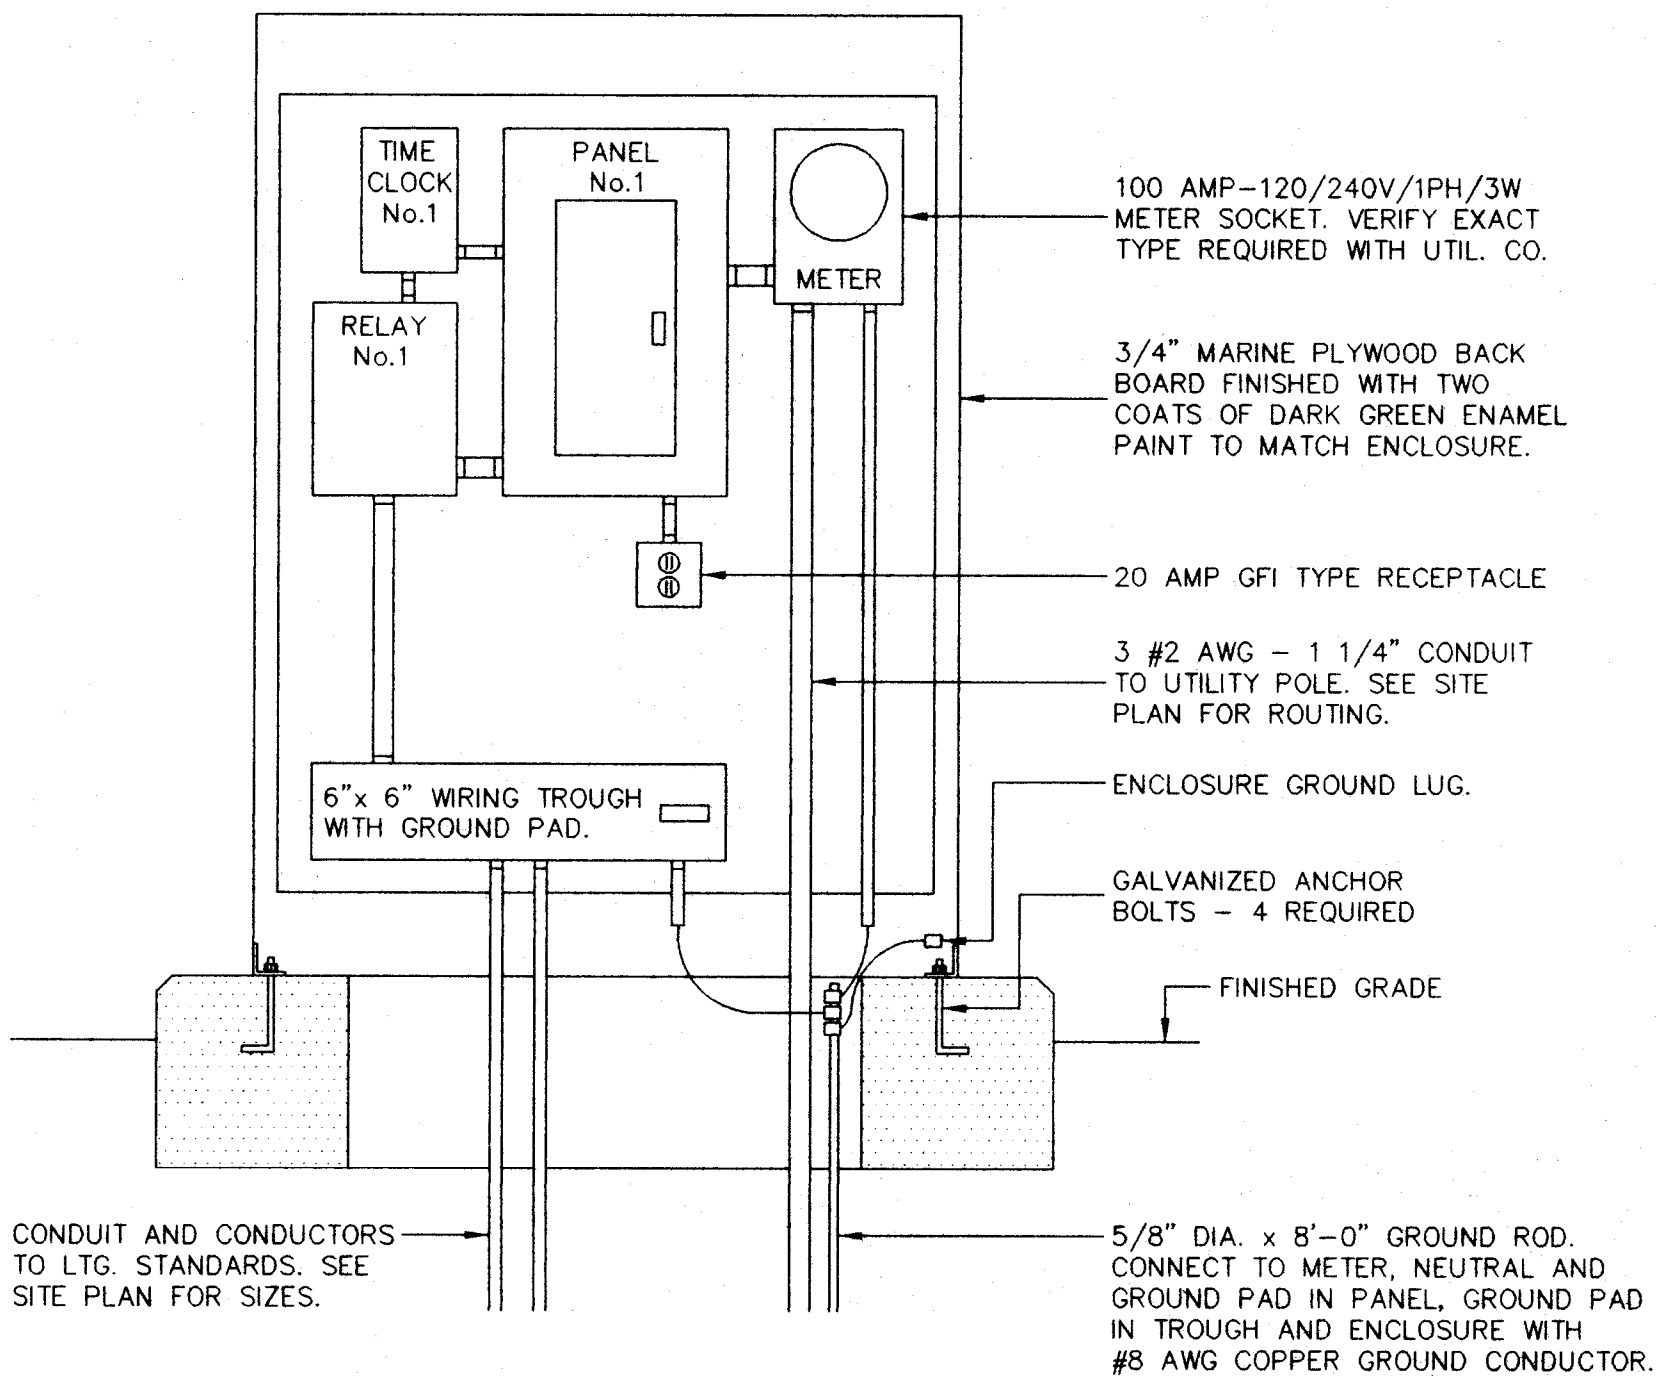 TIME
CLOCK
No.1
PANEL
No.1
METER
RELAY
No.1
100 AMP-120/240V/1PH/3W
METER SOCKET. VERIFY EXACT
TYPE REQUIRED WITH UTIL. CO.
3/4" MARINE PLYWOOD BACK
BOARD FINISHED WITH TWO
COATS OF DARK GREEN ENAMEL
PAINT TO MATCH ENCLOSURE.
20 AMP GFI TYPE RECEPTACLE
3 #2 AWG - 1 1/4" CONDUIT
TO UTILITY POLE. SEE SITE
PLAN FOR ROUTING.
6"x 6" WIRING TROUGH
WITH GROUND PAD.
ENCLOSURE GROUND LUG.
GALVANIZED ANCHOR
BOLTS - 4 REQUIRED
FINISHED GRADE
CONDUIT AND CONDUCTORS
TO LTG. STANDARDS. SEE
SITE PLAN FOR SIZES.
5/8" DIA. x 8'-0" GROUND ROD.
CONNECT TO METER, NEUTRAL AND
GROUND PAD IN PANEL, GROUND PAD
IN TROUGH AND ENCLOSURE WITH
#8 AWG COPPER GROUND CONDUCTOR.